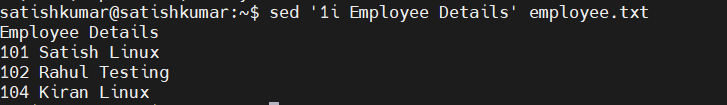 satishkumar@satishkumar:~$ sed '1i Employee Details' employee.txt
Employee Details
101 Satish Linux
102 Rahul Testing
104 Kiran Linux